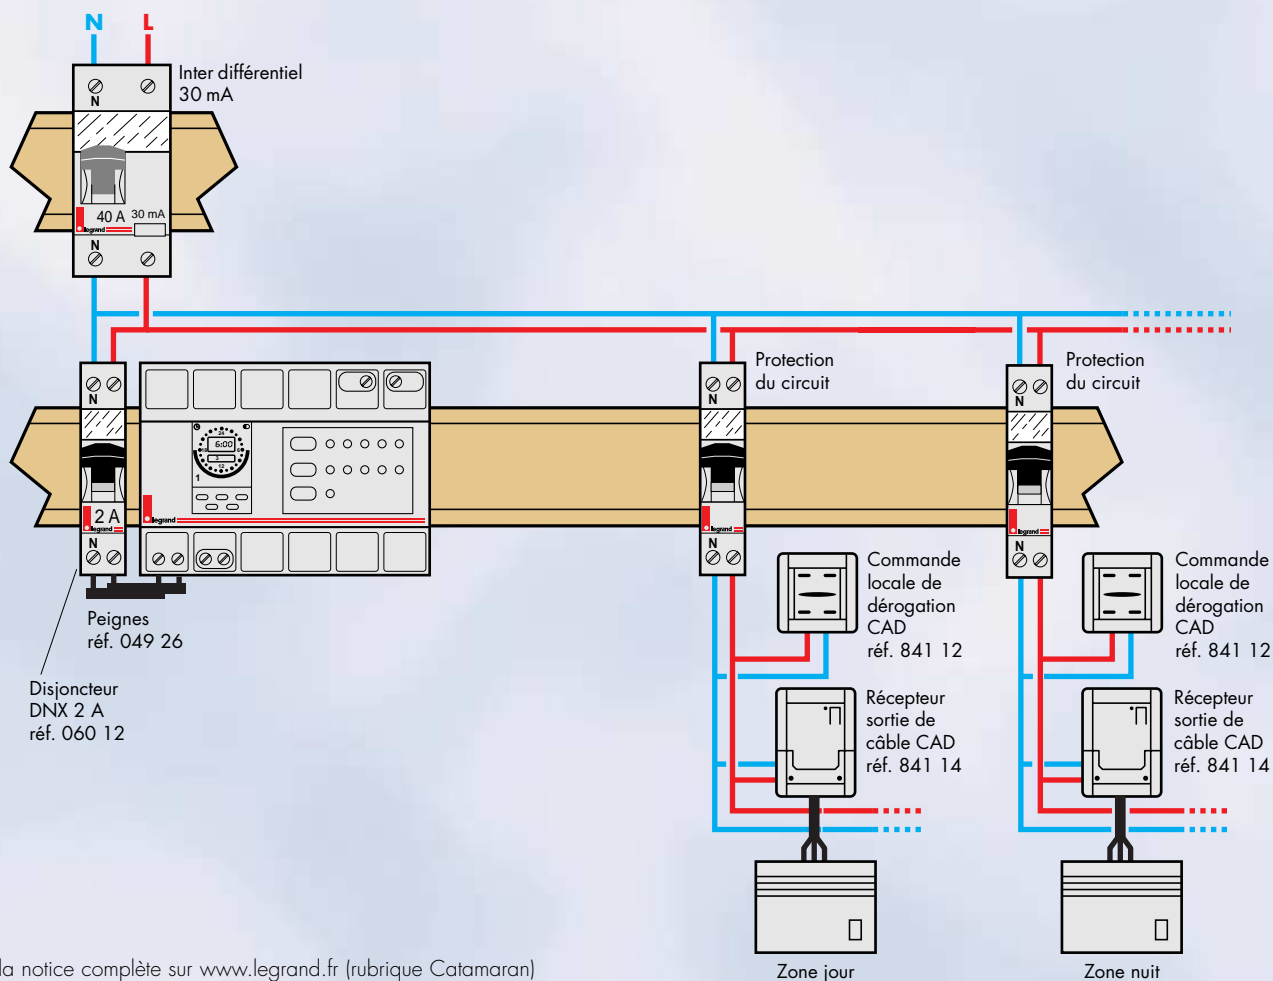 N L
Inter différentiel
30 mA
N
40 A 30 mA
legrand
N
N
2 A
legrand
N
24
6:00
3
12
1
legrand
Peignes
réf. 049 26
Disjoncteur
DNX 2 A
réf. 060 12
Protection
du circuit
N
legrand
N
Commande
locale de
dérogation
CAD
réf. 841 12
Récepteur
sortie de
câble CAD
réf. 841 14
Zone jour
Protection
du circuit
N
legrand
N
Commande
locale de
dérogation
CAD
réf. 841 12
Récepteur
sortie de
câble CAD
réf. 841 14
Zone nuit
la notice complète sur www.legrand.fr (rubrique Catamaran)